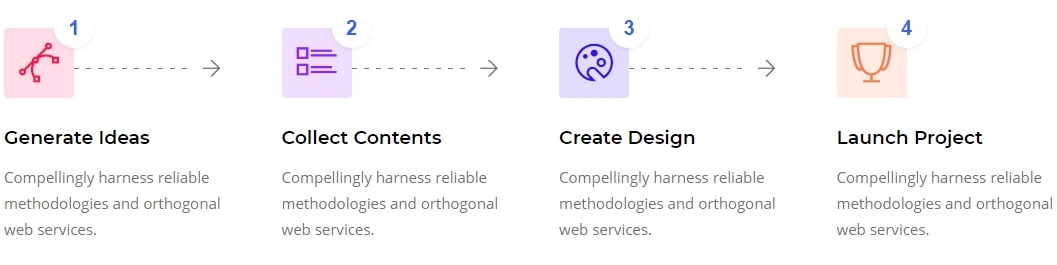 1
2
3
4
Generate Ideas
Collect Contents
Create Design
Launch Project
Compellingly harness reliable
methodologies and orthogonal
web services.
Compellingly harness reliable
methodologies and orthogonal
web services.
Compellingly harness reliable
methodologies and orthogonal
web services.
Compellingly harness reliable
methodologies and orthogonal
web services.